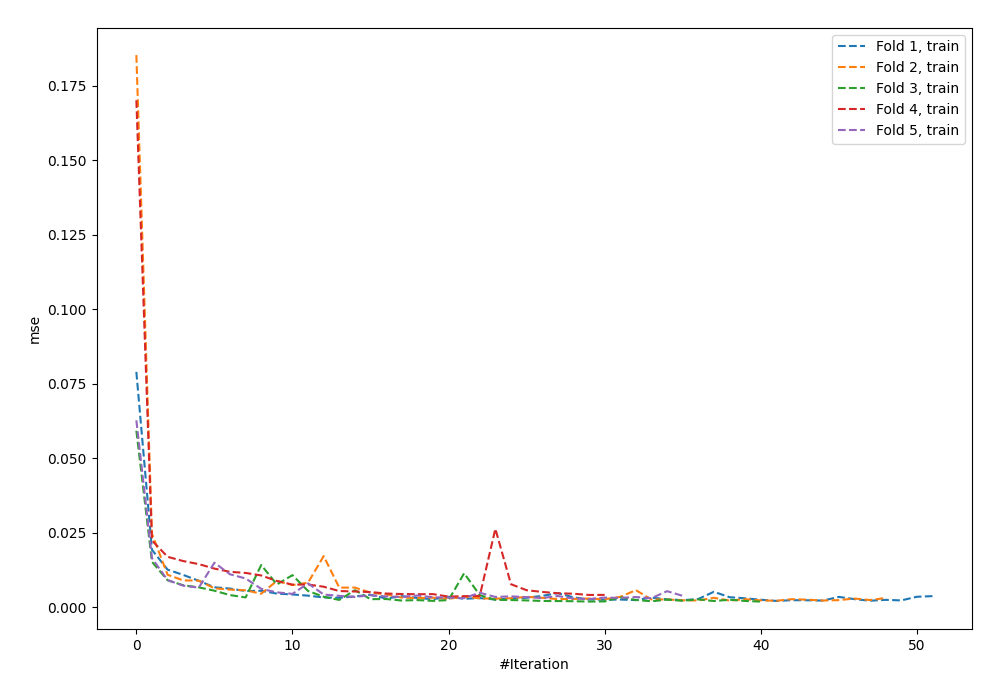 Fold 1, train
Fold 2, train
Fold 3, train
Fold 4, train
Fold 5, train
0.175
0.150
0.125
0.100
0.075
0.050
0.025
0.000
mse
0 10 20 30 40 50
#Iteration